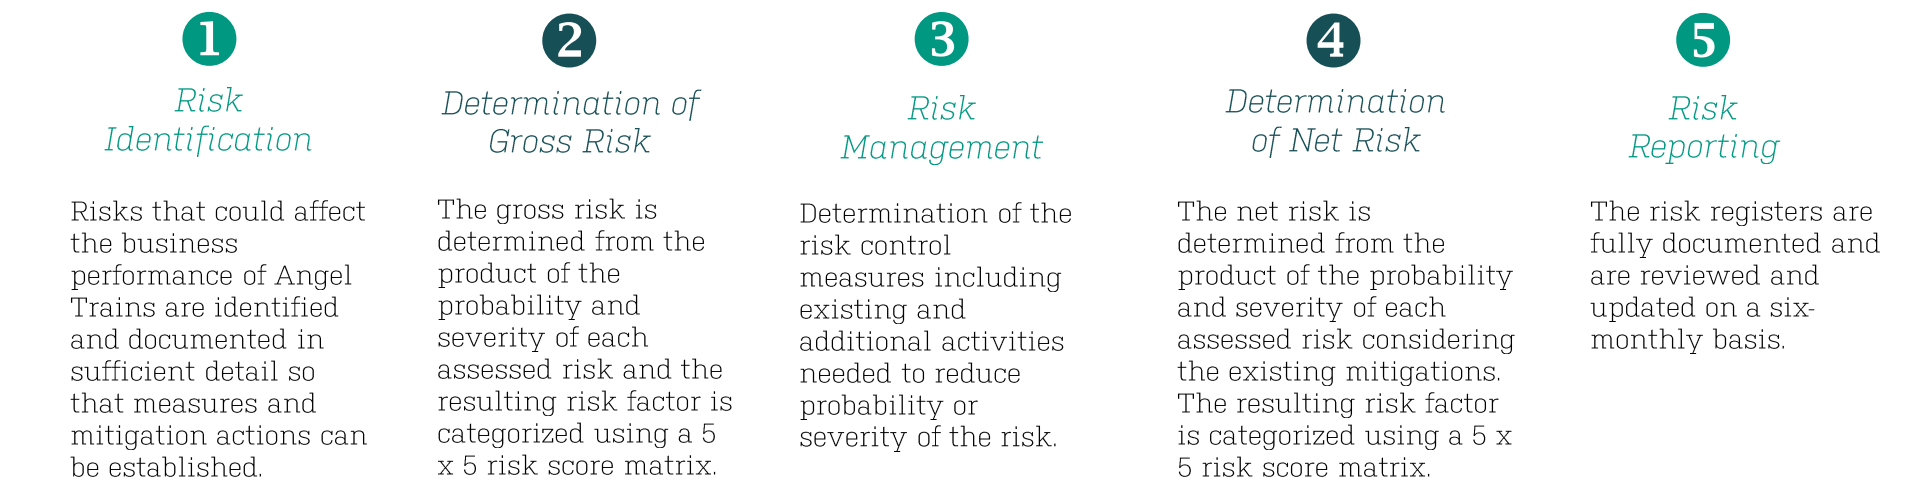 1
Risk
Identification
Risks that could affect
the business
performance of Angel
Trains are identified
and documented in
sufficient detail so
that measures and
mitigation actions can
be established.
2
Determination of
Gross Risk
The gross risk is
determined from the
product of the
probability and
severity of each
assessed risk and the
resulting risk factor is
categorized using a 5
x 5 risk score matrix.
3
Risk
Management
Determination of the
risk control
measures including
existing and
additional activities
needed to reduce
probability or
severity of the risk.
4
Determination
of Net Risk
The net risk is
determined from the
product of the probability
and severity of each
assessed risk considering
the existing mitigations.
The resulting risk factor
is categorized using a 5 x
5 risk score matrix.
5
Risk
Reporting
The risk registers are
fully documented and
are reviewed and
updated on a six-
monthly basis.